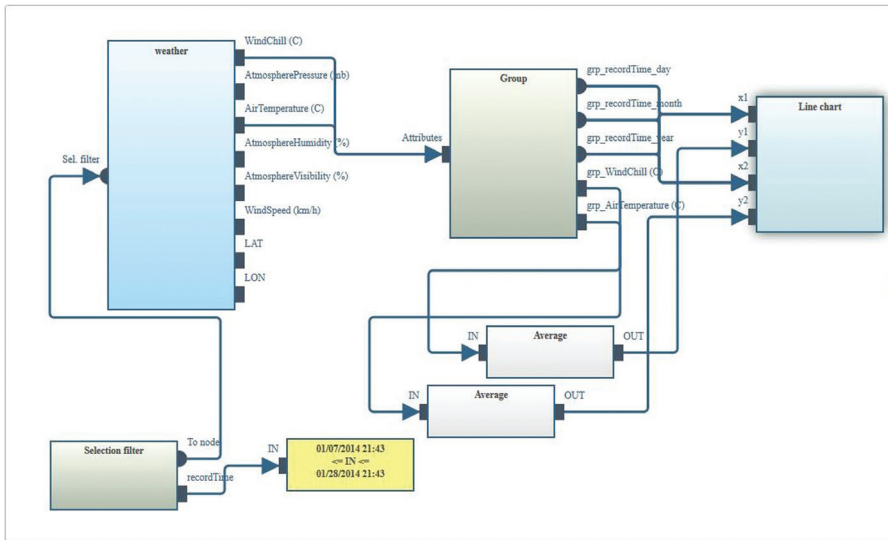 weather
WindChill (C)
AtmospherePressure (mb)
AirTemperature (C)
AtmosphereHumidity (%)
AtmosphereVisibility (%)
WindSpeed (km/h)
LAT
LON
Sel. filter
Attributes
Group
grp_recordTime_day
grp_recordTime_month
grp_recordTime_year
grp_WindChill (C)
grp_AirTemperature (C)
x1
y1
x2
y2
Line chart
IN
Average
OUT
IN
Average
OUT
Selection filter
To node
recordTime
IN
01/07/2014 21:43
<= IN <=
01/28/2014 21:43